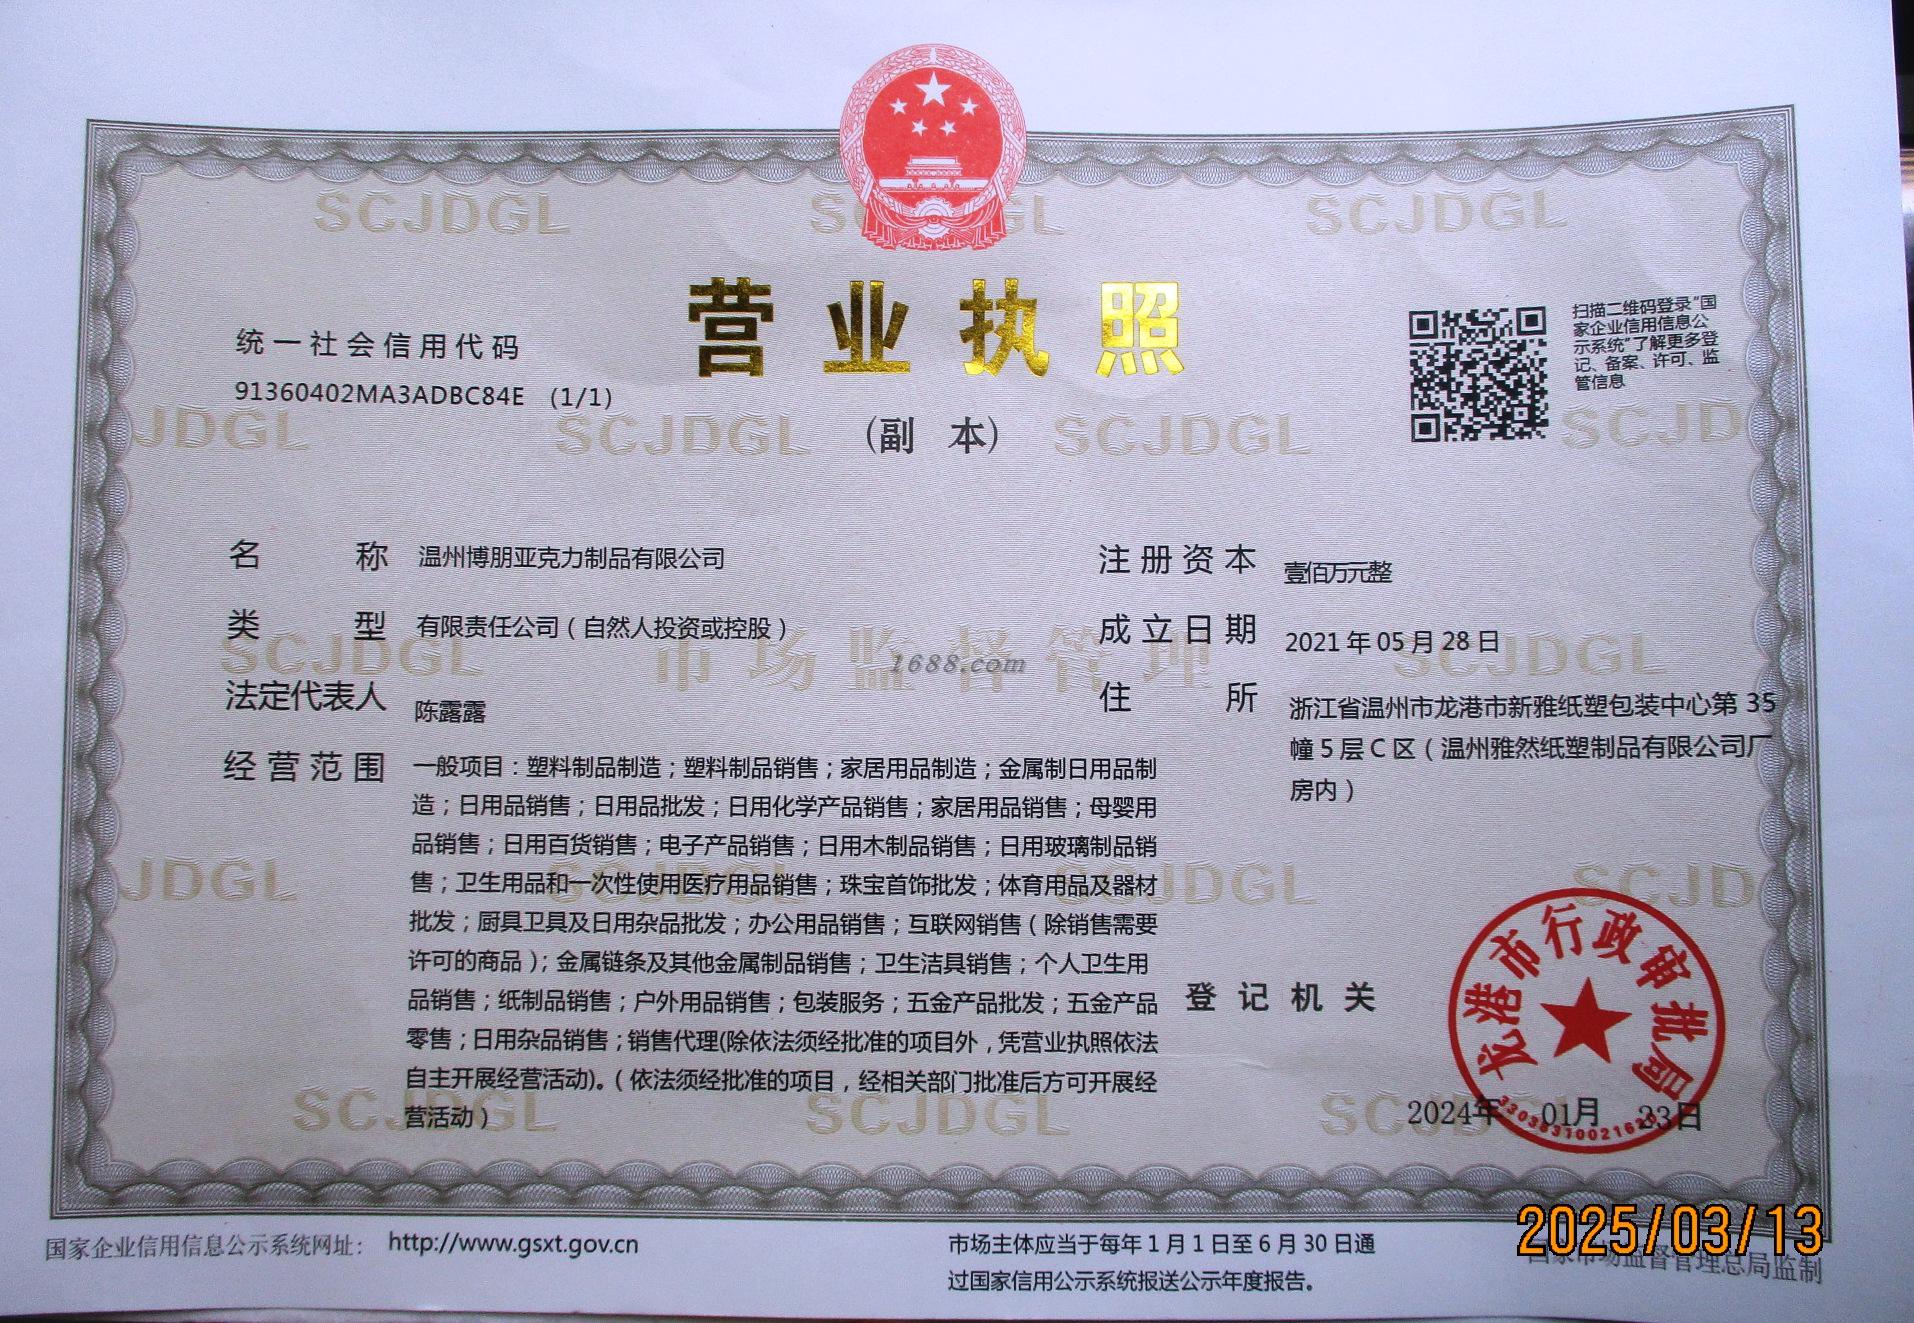 营业执照
(副 本)
统一社会信用代码
91360402MA3ADBC84E (1/1)
扫描二维码登录“国
家企业信用信息公
示系统”了解更多登
记、备案、许可、监
管信息
名称 温州博朋亚克力制品有限公司
类型 有限责任公司（自然人投资或控股）
法定代表人 陈露露
经营范围 一般项目：塑料制品制造；塑料制品销售；家居用品制造；金属制日用品制
造；日用品销售；日用品批发；日用化学产品销售；家居用品销售；母婴用
品销售；日用百货销售；电子产品销售；日用木制品销售；日用玻璃制品销
售；卫生用品和一次性使用医疗用品销售；珠宝首饰批发；体育用品及器材
批发；厨具卫具及日用杂品批发；办公用品销售；互联网销售（除销售需要
许可的商品）；金属链条及其他金属制品销售；卫生洁具销售；个人卫生用
品销售；纸制品销售；户外用品销售；包装服务；五金产品批发；五金产品
零售；日用杂品销售；销售代理(除依法须经批准的项目外，凭营业执照依法
自主开展经营活动)。（依法须经批准的项目，经相关部门批准后方可开展经
营活动）
注册资本 壹佰万元整
成立日期 2021年05月28日
住所 浙江省温州市龙港市新雅纸塑包装中心第35
幢5层C区（温州雅然纸塑制品有限公司厂
房内）
1688.com
市场监督管理
SCJDGL
登记机关
龙港市行政审批局
2024年 01月 23日
国家企业信用信息公示系统网址： http://www.gsxt.gov.cn
市场主体应当于每年1月1日至6月30日通
过国家信用公示系统报送公示年度报告。
国家市场监督管理总局监制
2025/03/13